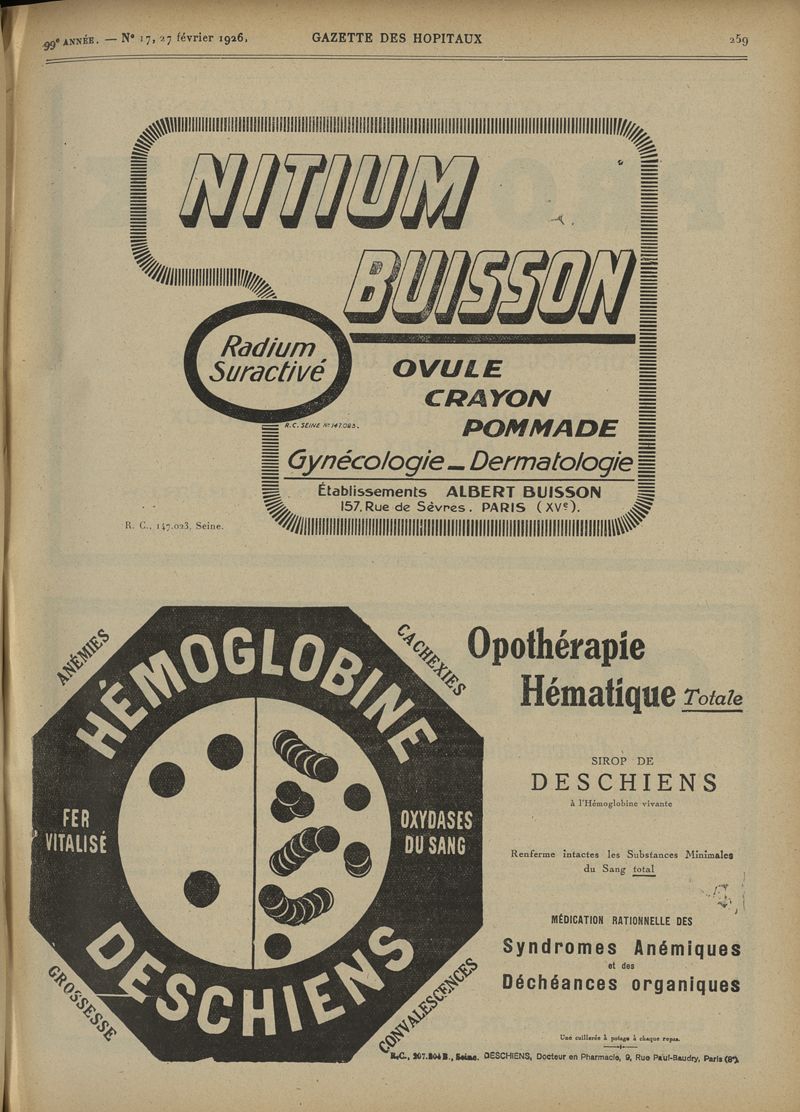 99e ANNÉE. — N° 17, 27 février 1926.
GAZETTE DES HOPITAUX
259
NITIUM
BUISSON
Radium
Suractivé
OVULE
CRAYON
POMMADE
R.C. SEINE N° 147.023.
Gynécologie _ Dermatologie
Établissements ALBERT BUISSON
157, Rue de Sèvres. PARIS (XVe).
R. C., 147.023, Seine.
ANÉMIES
CACHEXIES
HÉMOGLOBINE
FER
VITALISÉ
OXYDASES
DU SANG
DESCHIENS
GROSSESSE
CONVALESCENCES
Opothérapie
Hématique Totale
SIROP DE
DESCHIENS
à l'Hémoglobine vivante
Renferme intactes les Substances Minimales
du Sang total
MÉDICATION RATIONNELLE DES
Syndromes Anémiques
et des
Déchéances organiques
Une cuillerée à potage à chaque repas.
R.C., 207.204 B., Seine. DESCHIENS, Docteur en Pharmacie, 9, Rue Paul-Baudry, Paris (8e).